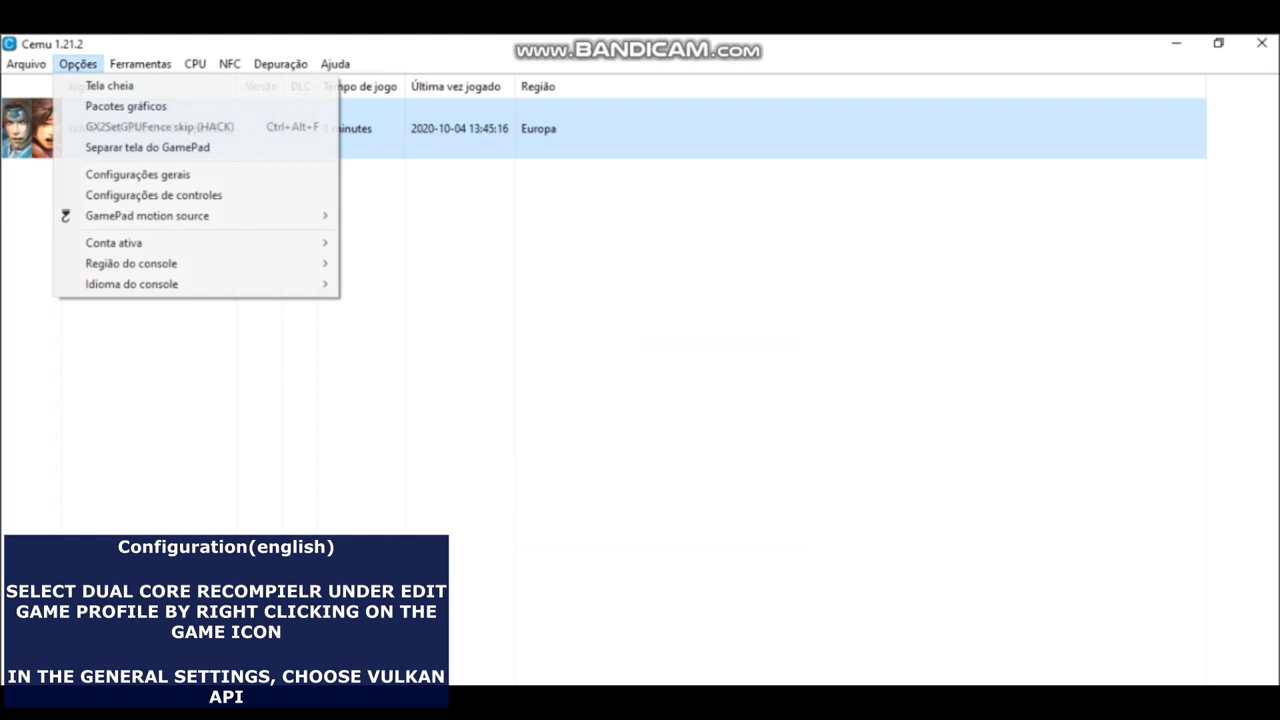 Cemu 1.21.2
www.BANDICAM.com
Arquivo Opções Ferramentas CPU NFC Depuração Ajuda
Tela cheia
Versão DLC Tempo de jogo Última vez jogado Região
Pacotes gráficos
GX2SetGPUFence skip (HACK) Ctrl+Alt+F minutes 2020-10-04 13:45:16 Europa
Separar tela do GamePad
Configurações gerais
Configurações de controles
GamePad motion source
Conta ativa
Região do console
Idioma do console
Configuration(english)
SELECT DUAL CORE RECOMPIELR UNDER EDIT
GAME PROFILE BY RIGHT CLICKING ON THE
GAME ICON
IN THE GENERAL SETTINGS, CHOOSE VULKAN
API